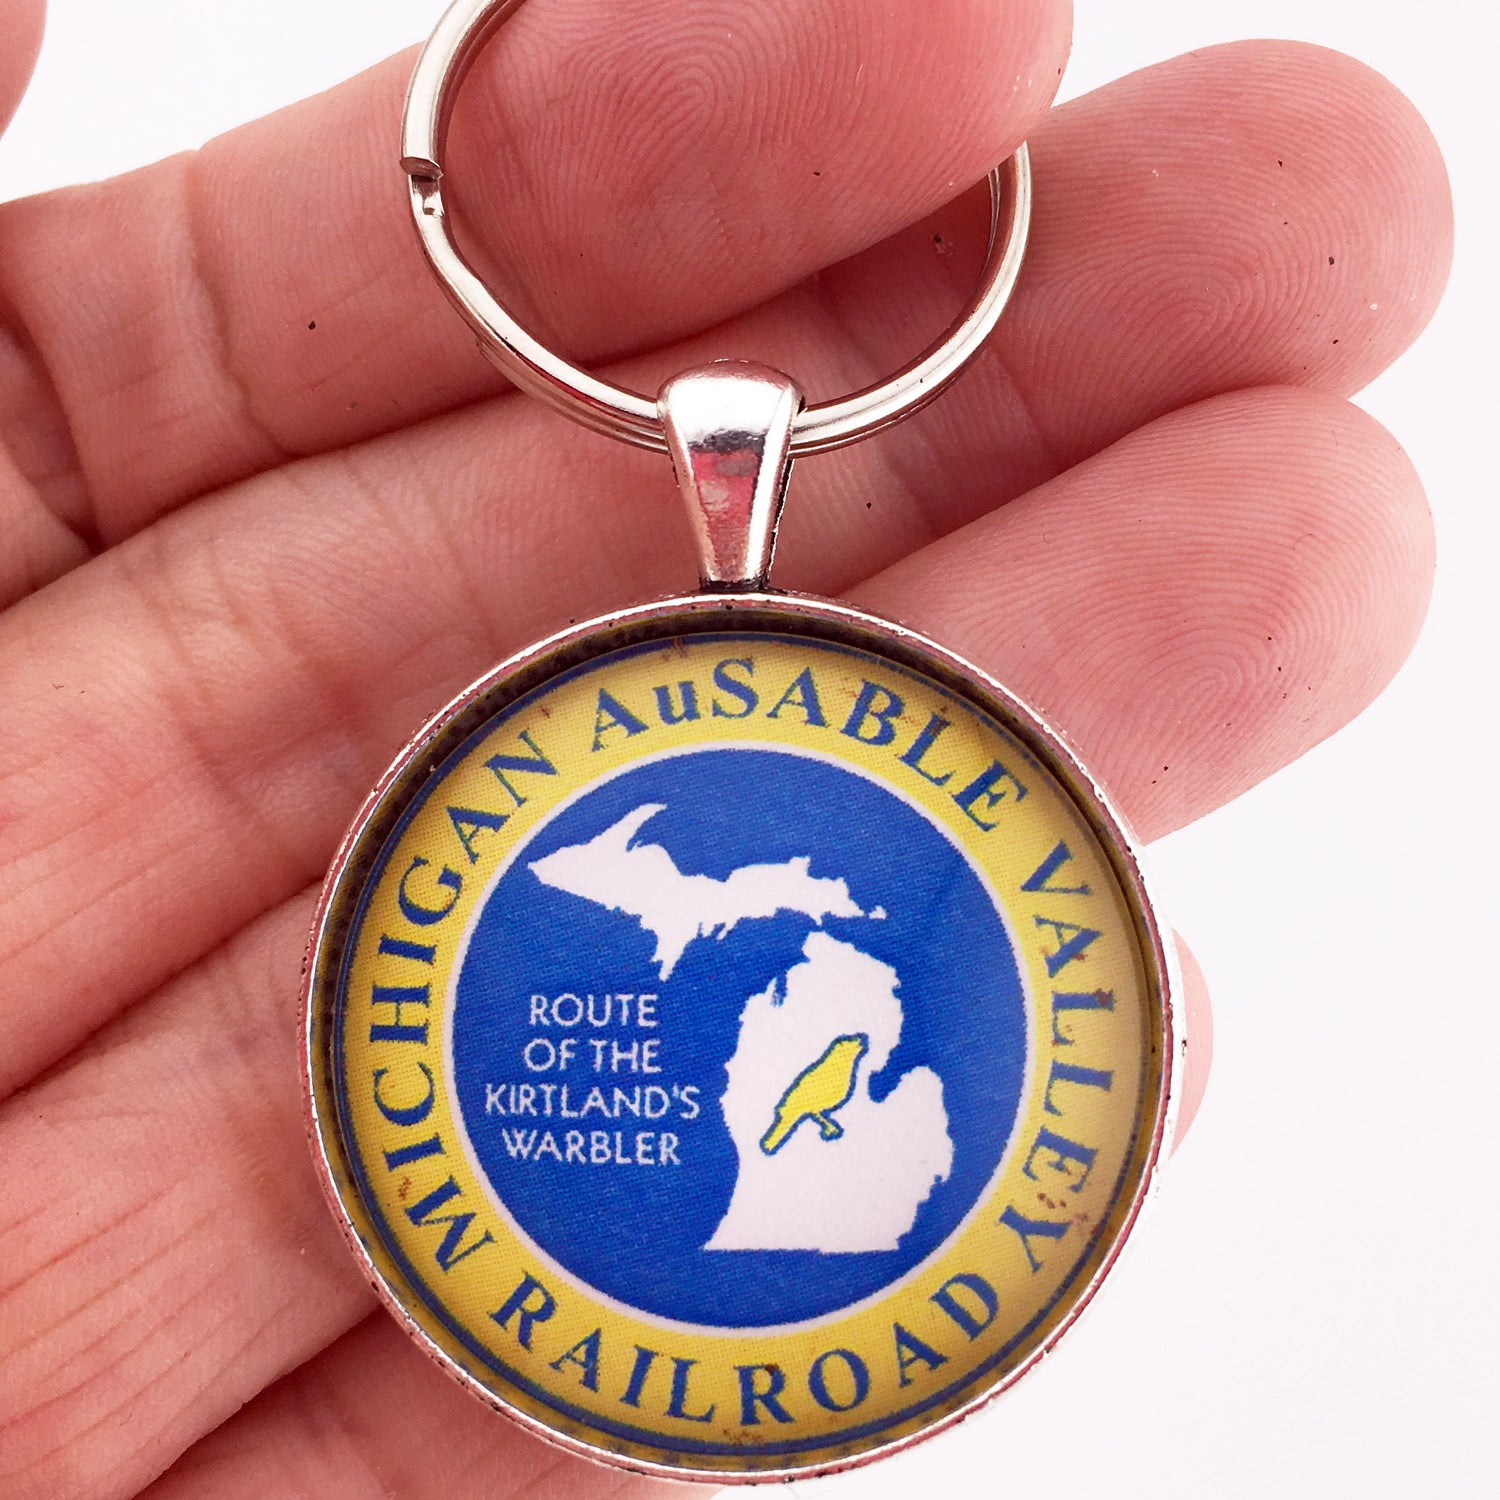 MICHIGAN AuSABLE VALLEY RAILROAD
ROUTE
OF THE
KIRTLAND'S
WARBLER